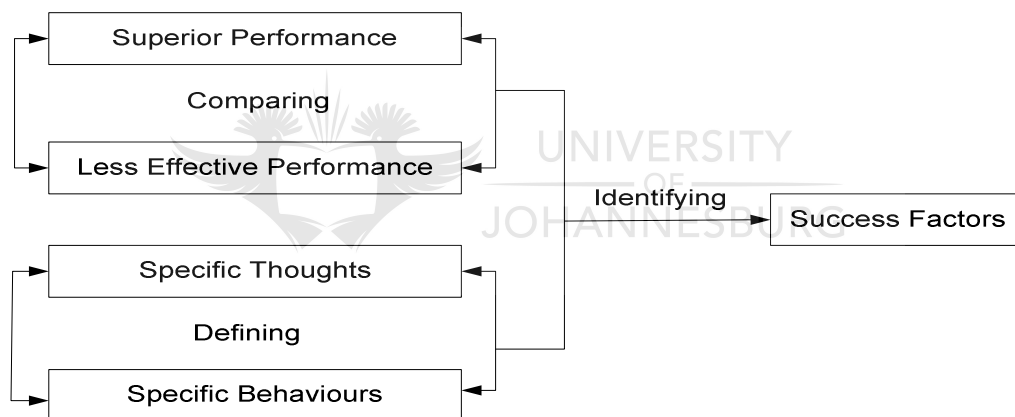 Superior Performance
Comparing
Less Effective Performance
UNIVERSITY
OF
JOHANNESBURG
Identifying
Success Factors
Specific Thoughts
Defining
Specific Behaviours